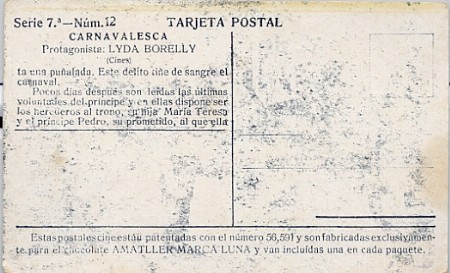 Serie 7.ª—Núm. 12
TARJETA POSTAL
CARNAVALESCA
Protagonista: LYDA BORELLY
(Cines)
ta una puñalada. Este delito tiñe de sangre el
carnaval.
Pocos días después son leídas las últimas
voluntades del príncipe y en ellas dispone ser
los herederos al trono, su hija María Teresa
y el príncipe Pedro, su prometido, al que ella
Estas postales cine están patentadas con el número 56,591 y son fabricadas exclusivamen-
te para el chocolate AMATLLER MARCA LUNA y van incluídas una en cada paquete.